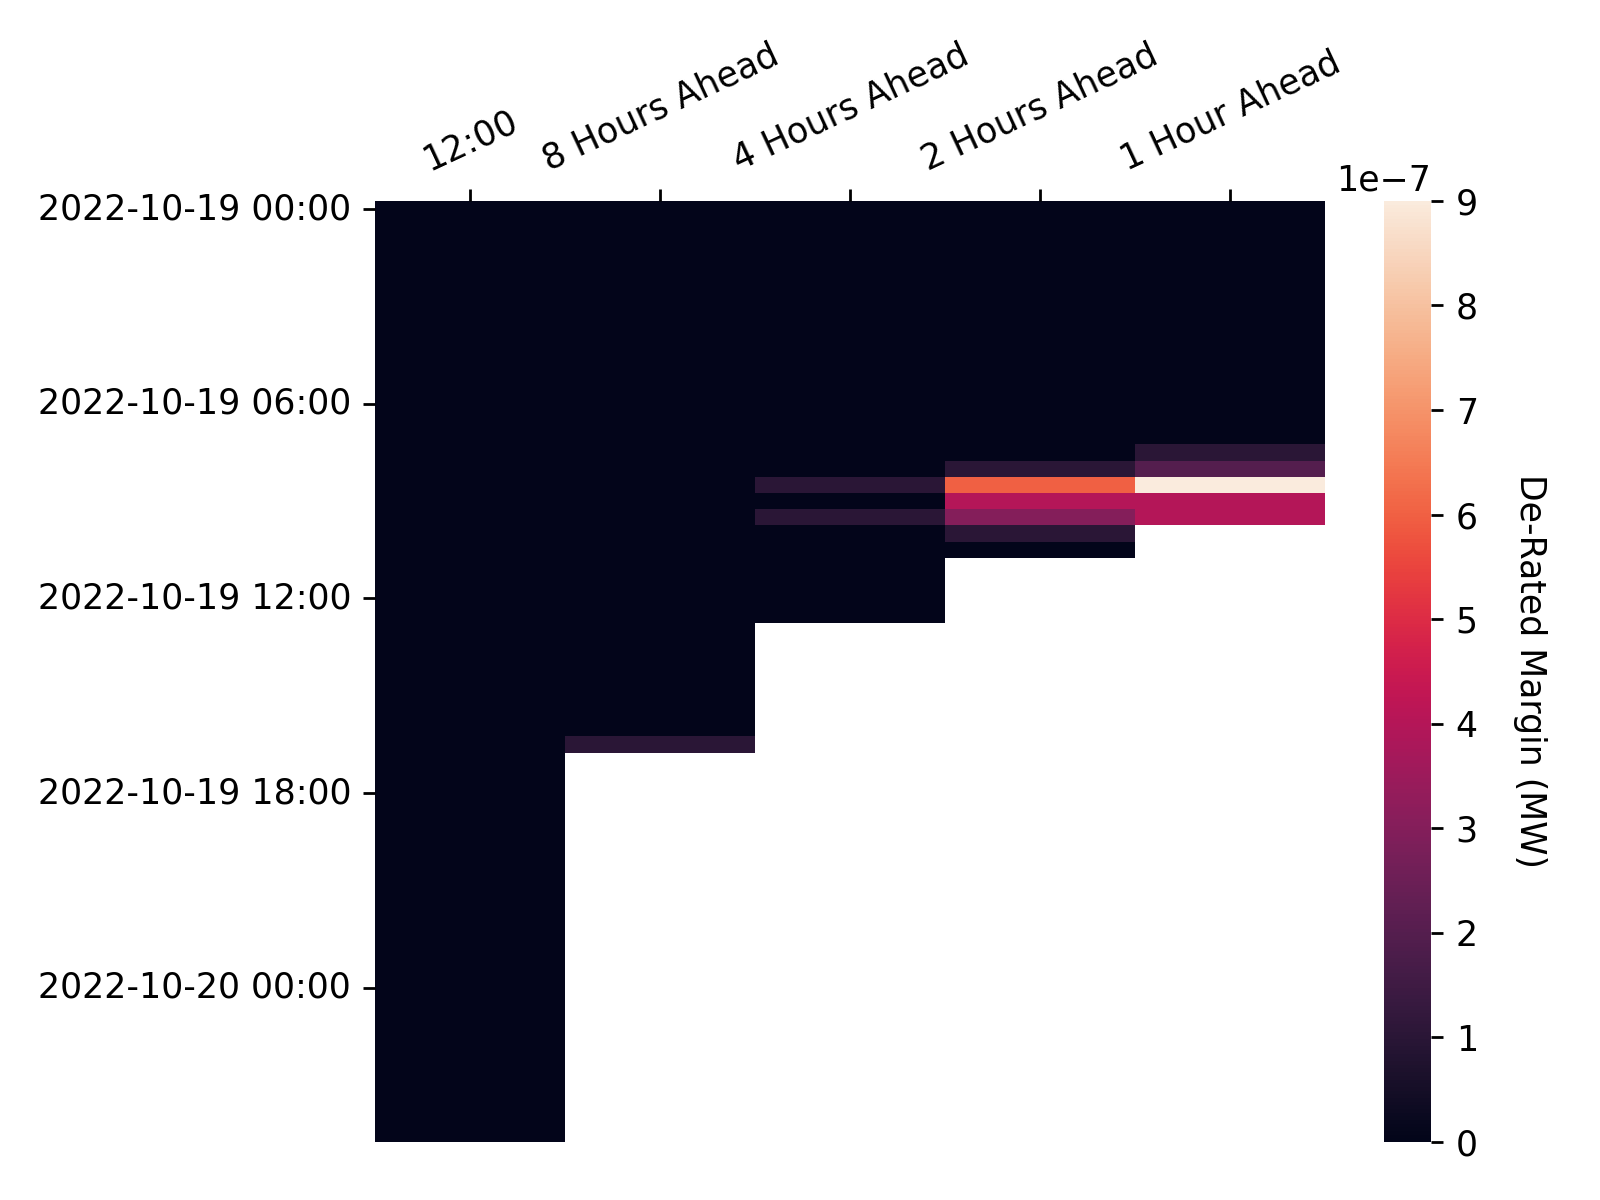 12:00
8 Hours Ahead
4 Hours Ahead
2 Hours Ahead
1 Hour Ahead
2022-10-19 00:00
2022-10-19 06:00
2022-10-19 12:00
2022-10-19 18:00
2022-10-20 00:00
1e−7
9
8
7
6
5
4
3
2
1
0
De-Rated Margin (MW)